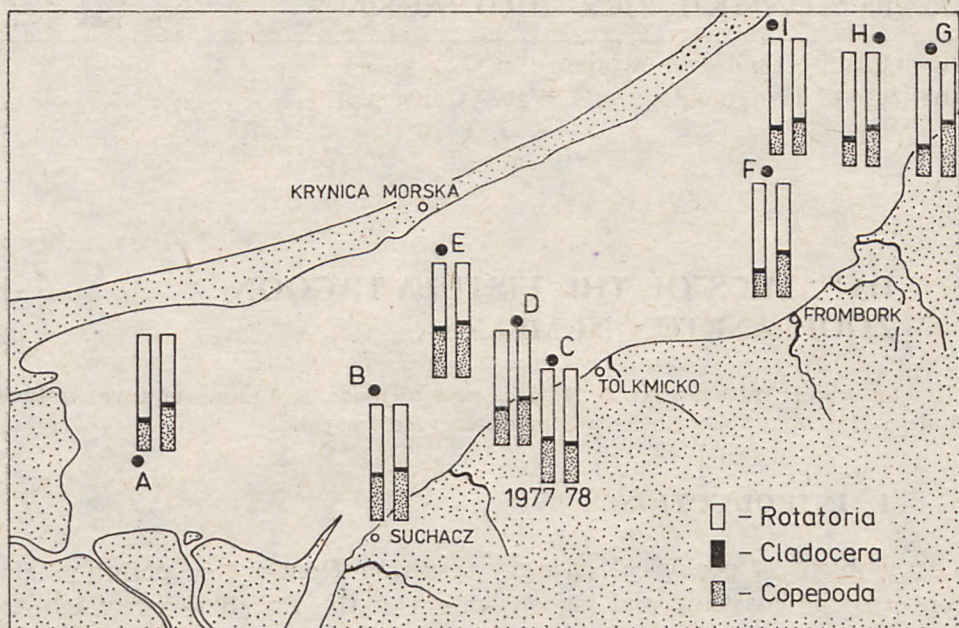 I
H
G
F
KRYNICA MORSKA
E
D
C
B
A
FROMBORK
TOLKMICKO
1977 78
SUCHACZ
– Rotatoria
– Cladocera
– Copepoda